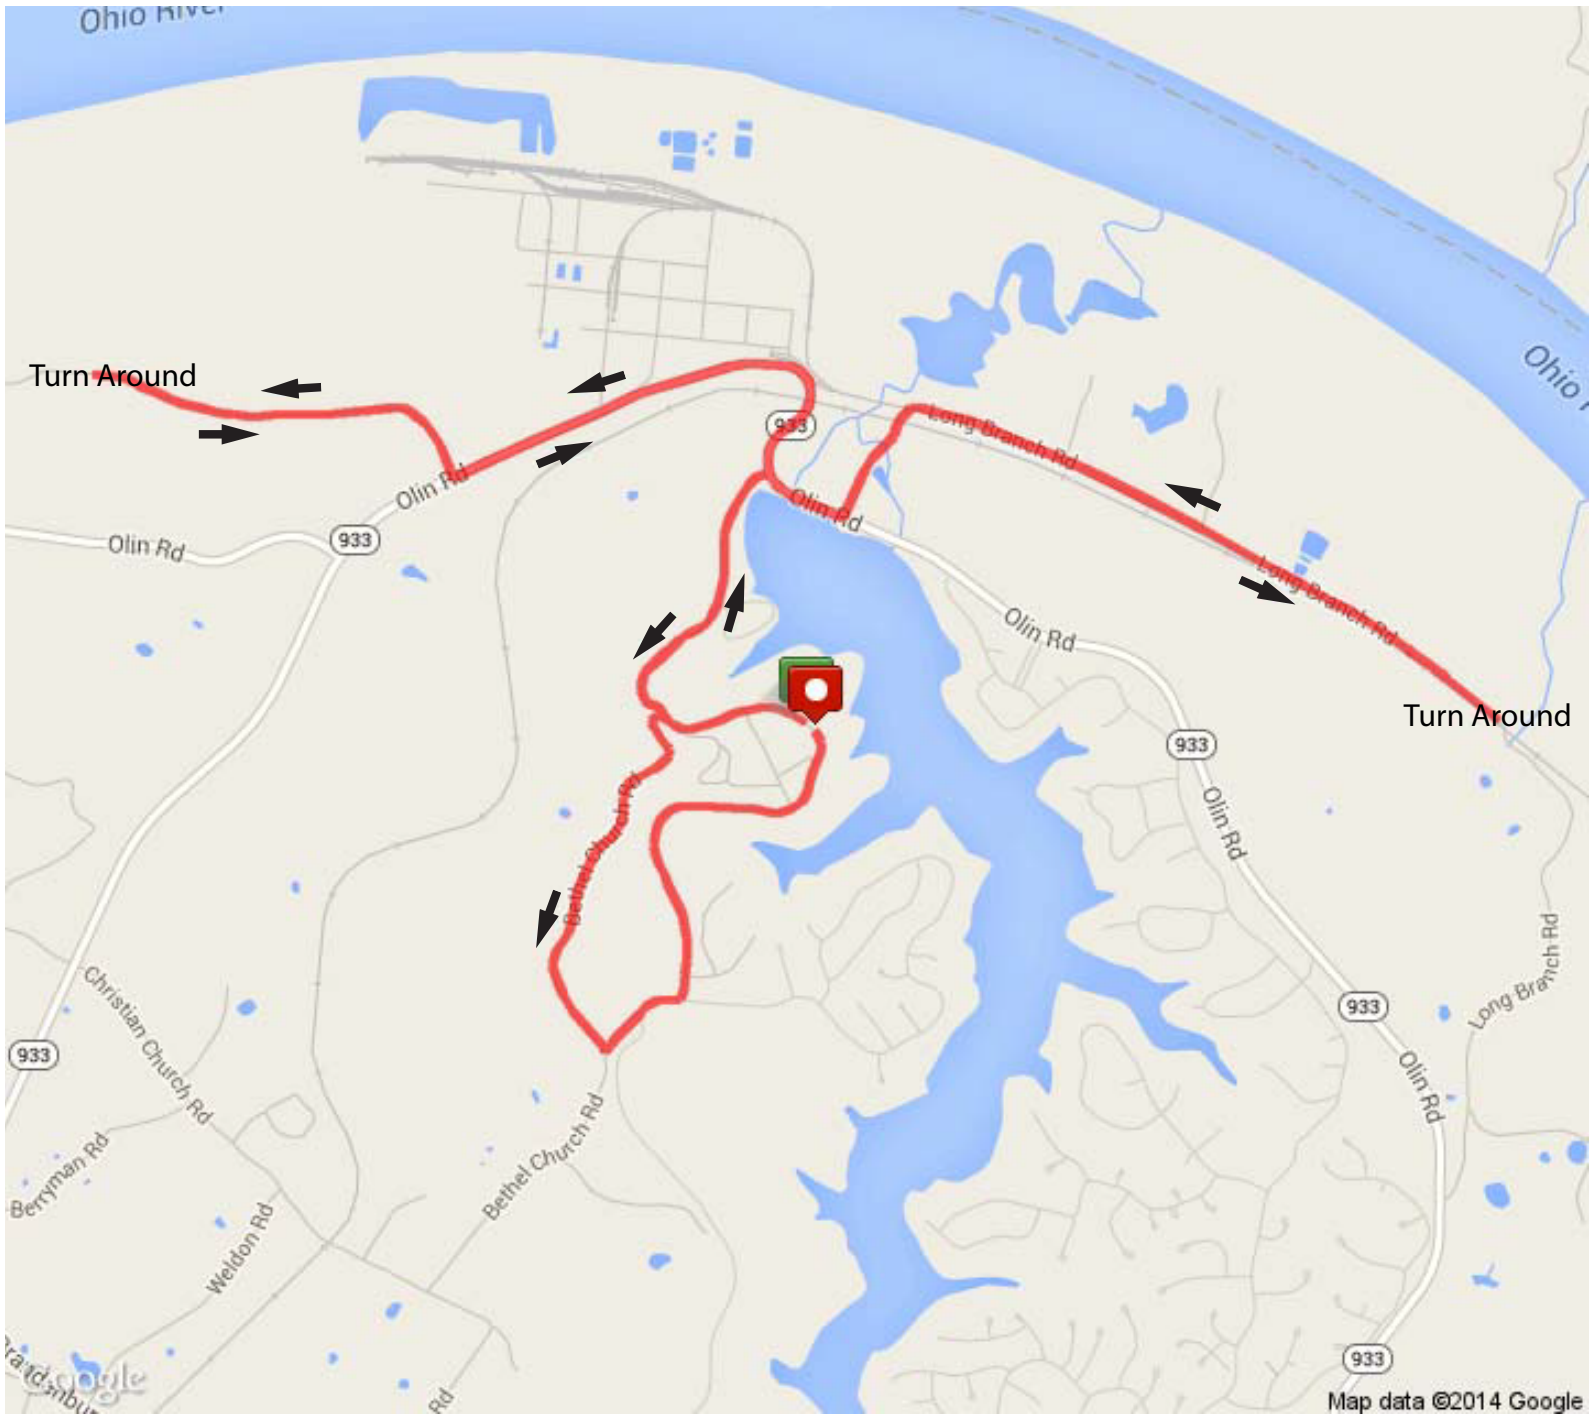 Ohio River
Ohio
Turn Around
933
Long Branch Rd
Olin Rd
Olin Rd
Olin Rd
933
Long Branch Rd
Olin Rd
Turn Around
933
Bethel Church Rd
Olin Rd
Long Branch Rd
Christian Church Rd
933
933
Olin Rd
Bethel Church Rd
Berryman Rd
Weldon Rd
933
Google
Rd
Map data ©2014 Google